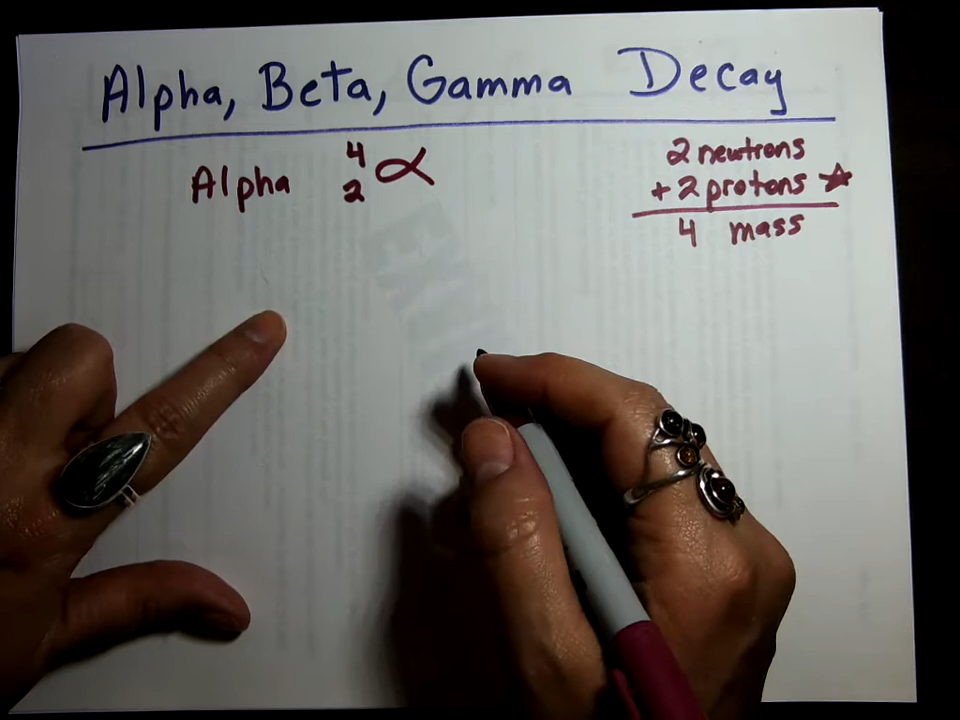 Alpha, Beta, Gamma Decay
Alpha 4 2 α
2 neutrons
+ 2 protons ☆
4 mass